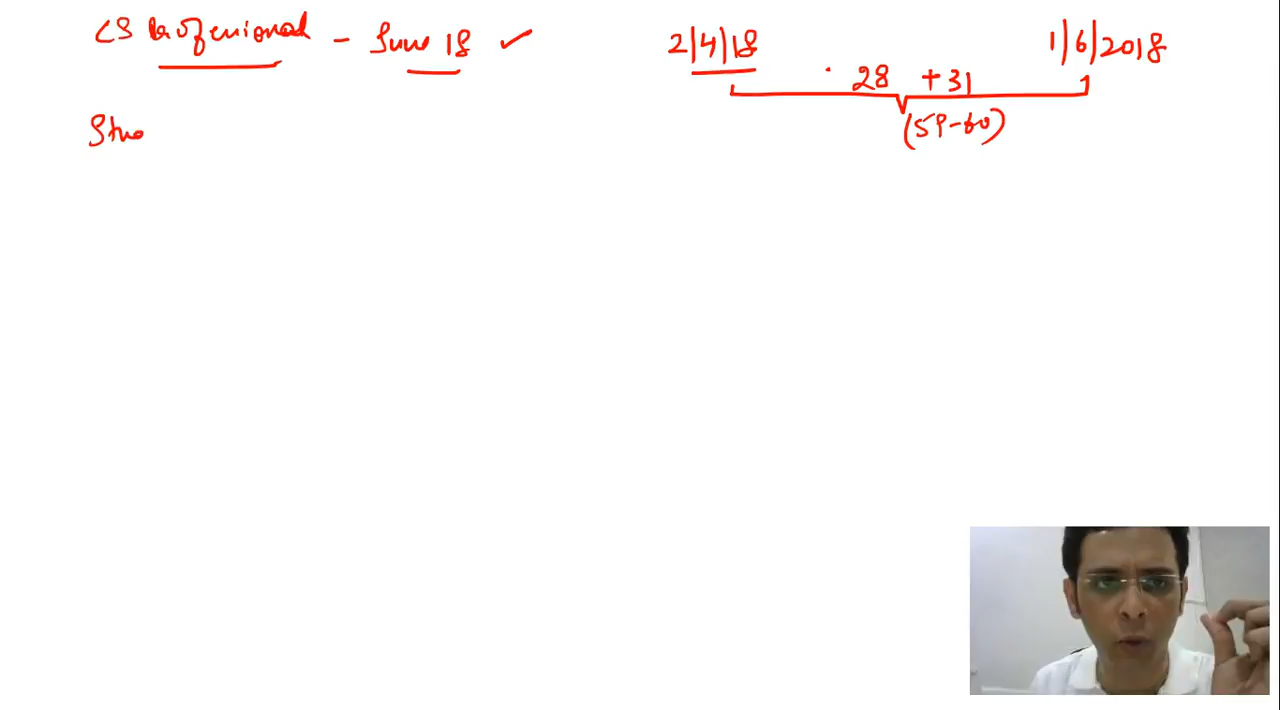 CS Professional - June 18 ✓
2|4|18
1|6|2018
28 + 31
(59-60)
Stu